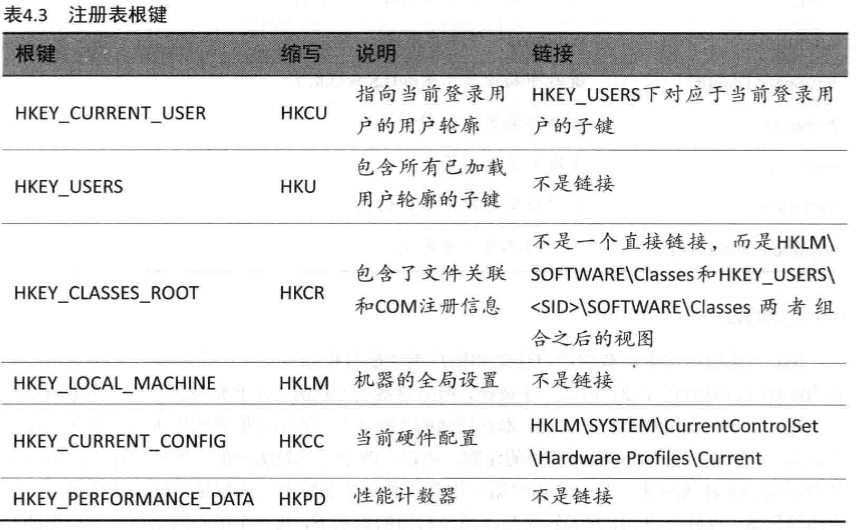 表4.3 注册表根键
根键 缩写 说明 链接
HKEY_CURRENT_USER HKCU 指向当前登录用户的用户轮廓 HKEY_USERS下对应于当前登录用户的子键
HKEY_USERS HKU 包含所有已加载用户轮廓的子键 不是链接
HKEY_CLASSES_ROOT HKCR 包含了文件关联和COM注册信息 不是一个直接链接，而是HKLM\SOFTWARE\Classes和HKEY_USERS\<SID>\SOFTWARE\Classes两者组合之后的视图
HKEY_LOCAL_MACHINE HKLM 机器的全局设置 不是链接
HKEY_CURRENT_CONFIG HKCC 当前硬件配置 HKLM\SYSTEM\CurrentControlSet\Hardware Profiles\Current
HKEY_PERFORMANCE_DATA HKPD 性能计数器 不是链接